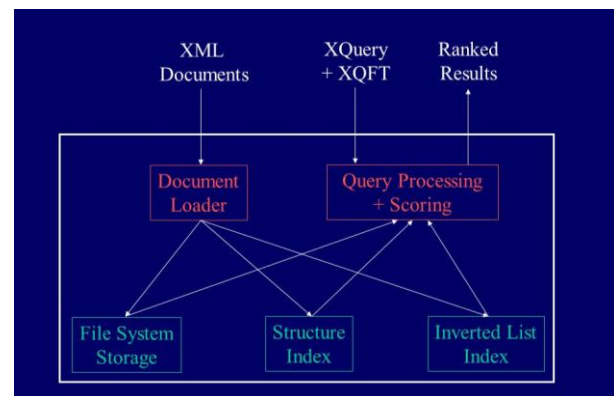 XML
Documents
XQuery
+ XQFT
Ranked
Results
Document
Loader
Query Processing
+ Scoring
File System
Storage
Structure
Index
Inverted List
Index